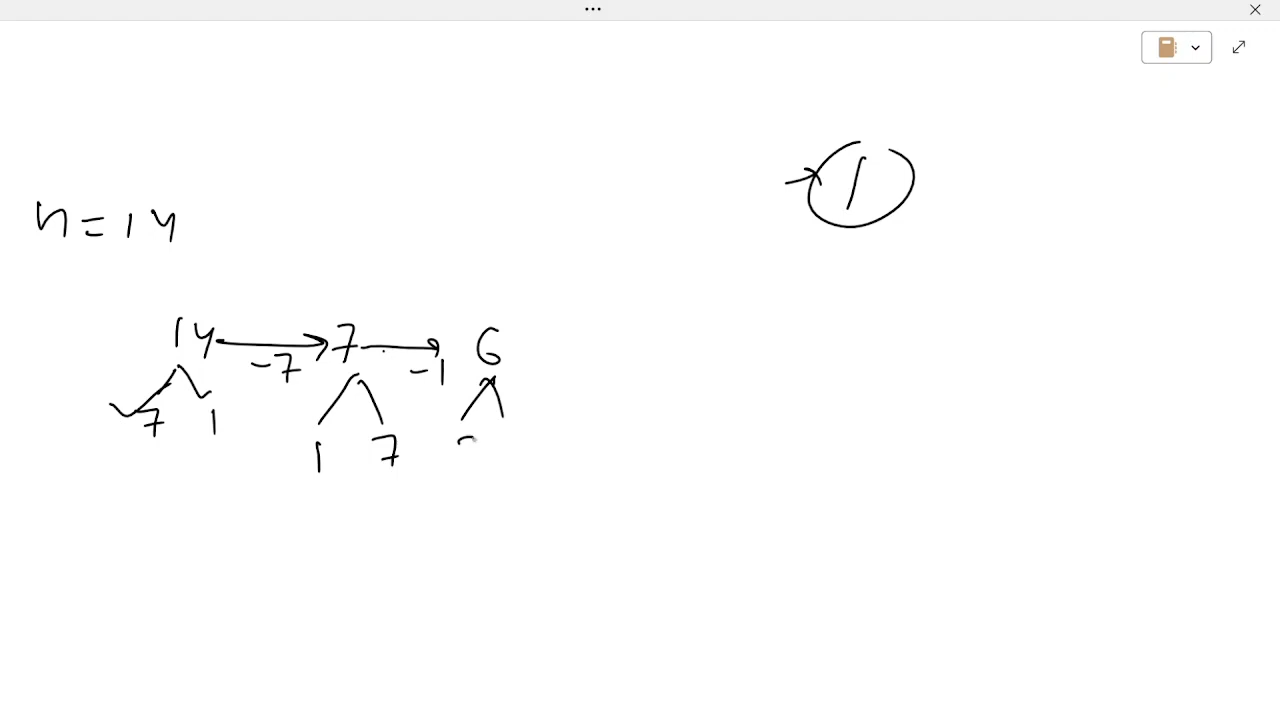 1
n=14
14 → 7 → 6
-7 -1
7 1
1 7